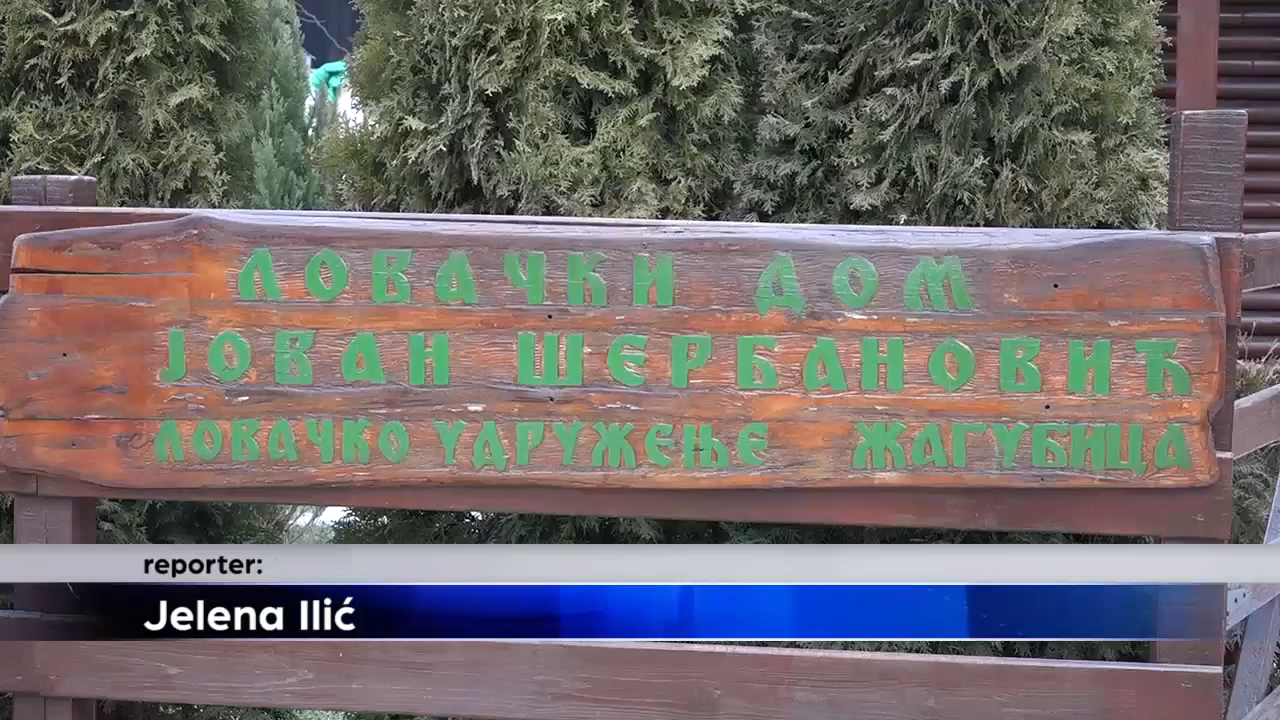 ЛОВАЧКИ ДОМ
ЈОВАН ШЕРБАНОВИЋ
ЛОВАЧКО УДРУЖЕЊЕ ЖАГУБИЦА
reporter:
Jelena Ilić